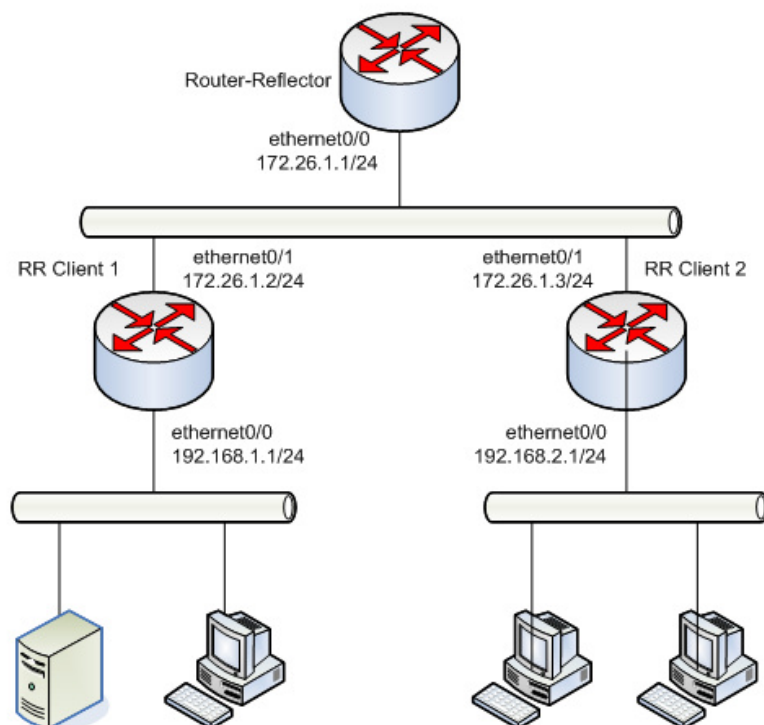 Router-Reflector
ethernet0/0
172.26.1.1/24
RR Client 1
ethernet0/1
172.26.1.2/24
ethernet0/1
172.26.1.3/24
RR Client 2
ethernet0/0
192.168.1.1/24
ethernet0/0
192.168.2.1/24